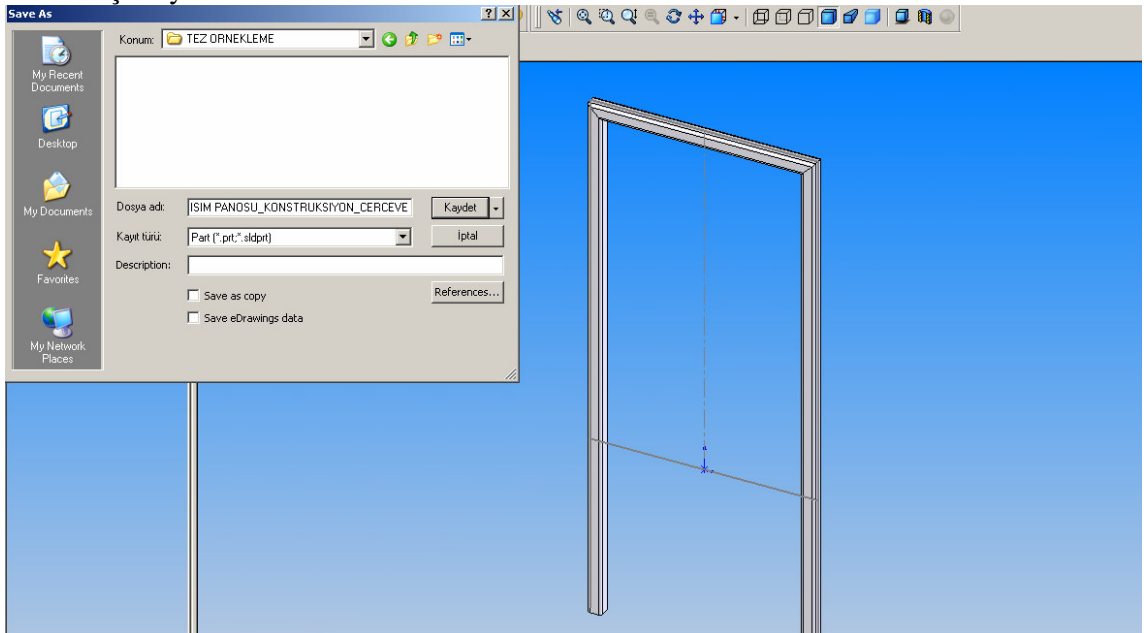 Save As
Konum:
TEZ ORNEKLEME
My Recent
Documents
Desktop
My Documents
Favorites
My Network
Places
Dosya adı:
ISIM PANOSU_KONSTRUKSIYON_CERCEVE
Kaydet
Kayıt türü:
Part (*.prt;*.sldprt)
İptal
Description:
References...
Save as copy
Save eDrawings data